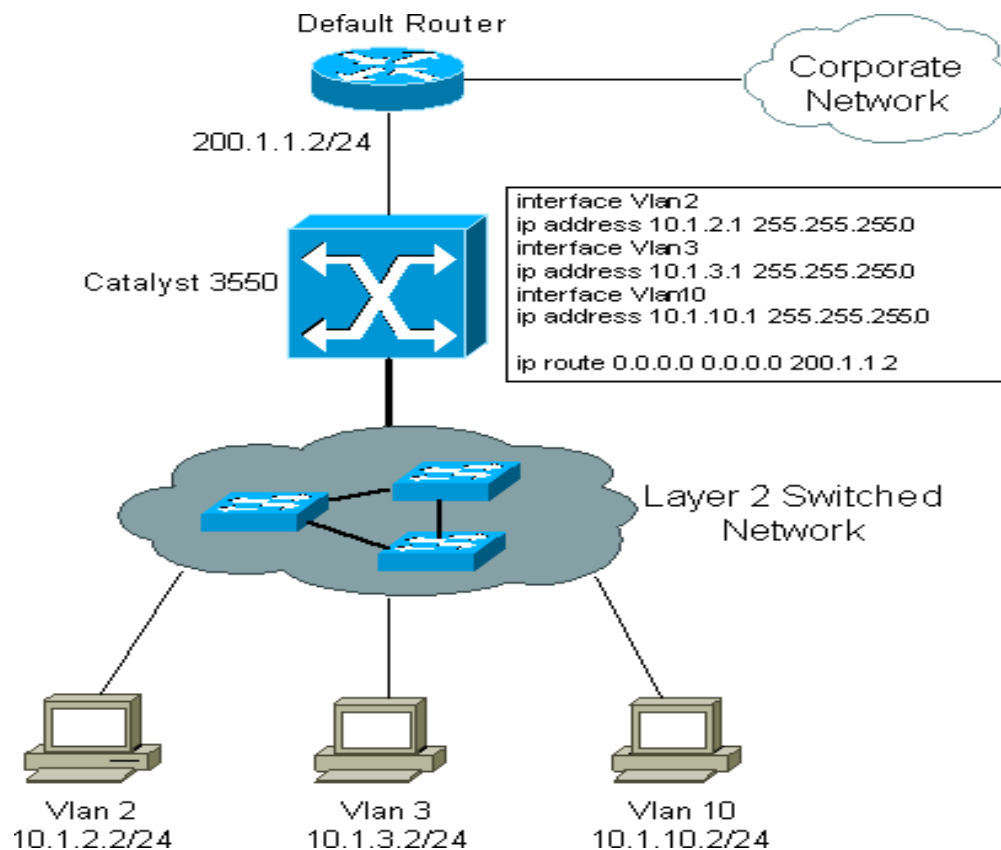 Default Router
Corporate
Network
200.1.1.2/24
interface Vlan2
ip address 10.1.2.1 255.255.255.0
interface Vlan3
ip address 10.1.3.1 255.255.255.0
interface Vlan10
ip address 10.1.10.1 255.255.255.0
ip route 0.0.0.0 0.0.0.0 200.1.1.2
Catalyst 3550
Layer 2 Switched
Network
Vlan 2
10.1.2.2/24
Vlan 3
10.1.3.2/24
Vlan 10
10.1.10.2/24